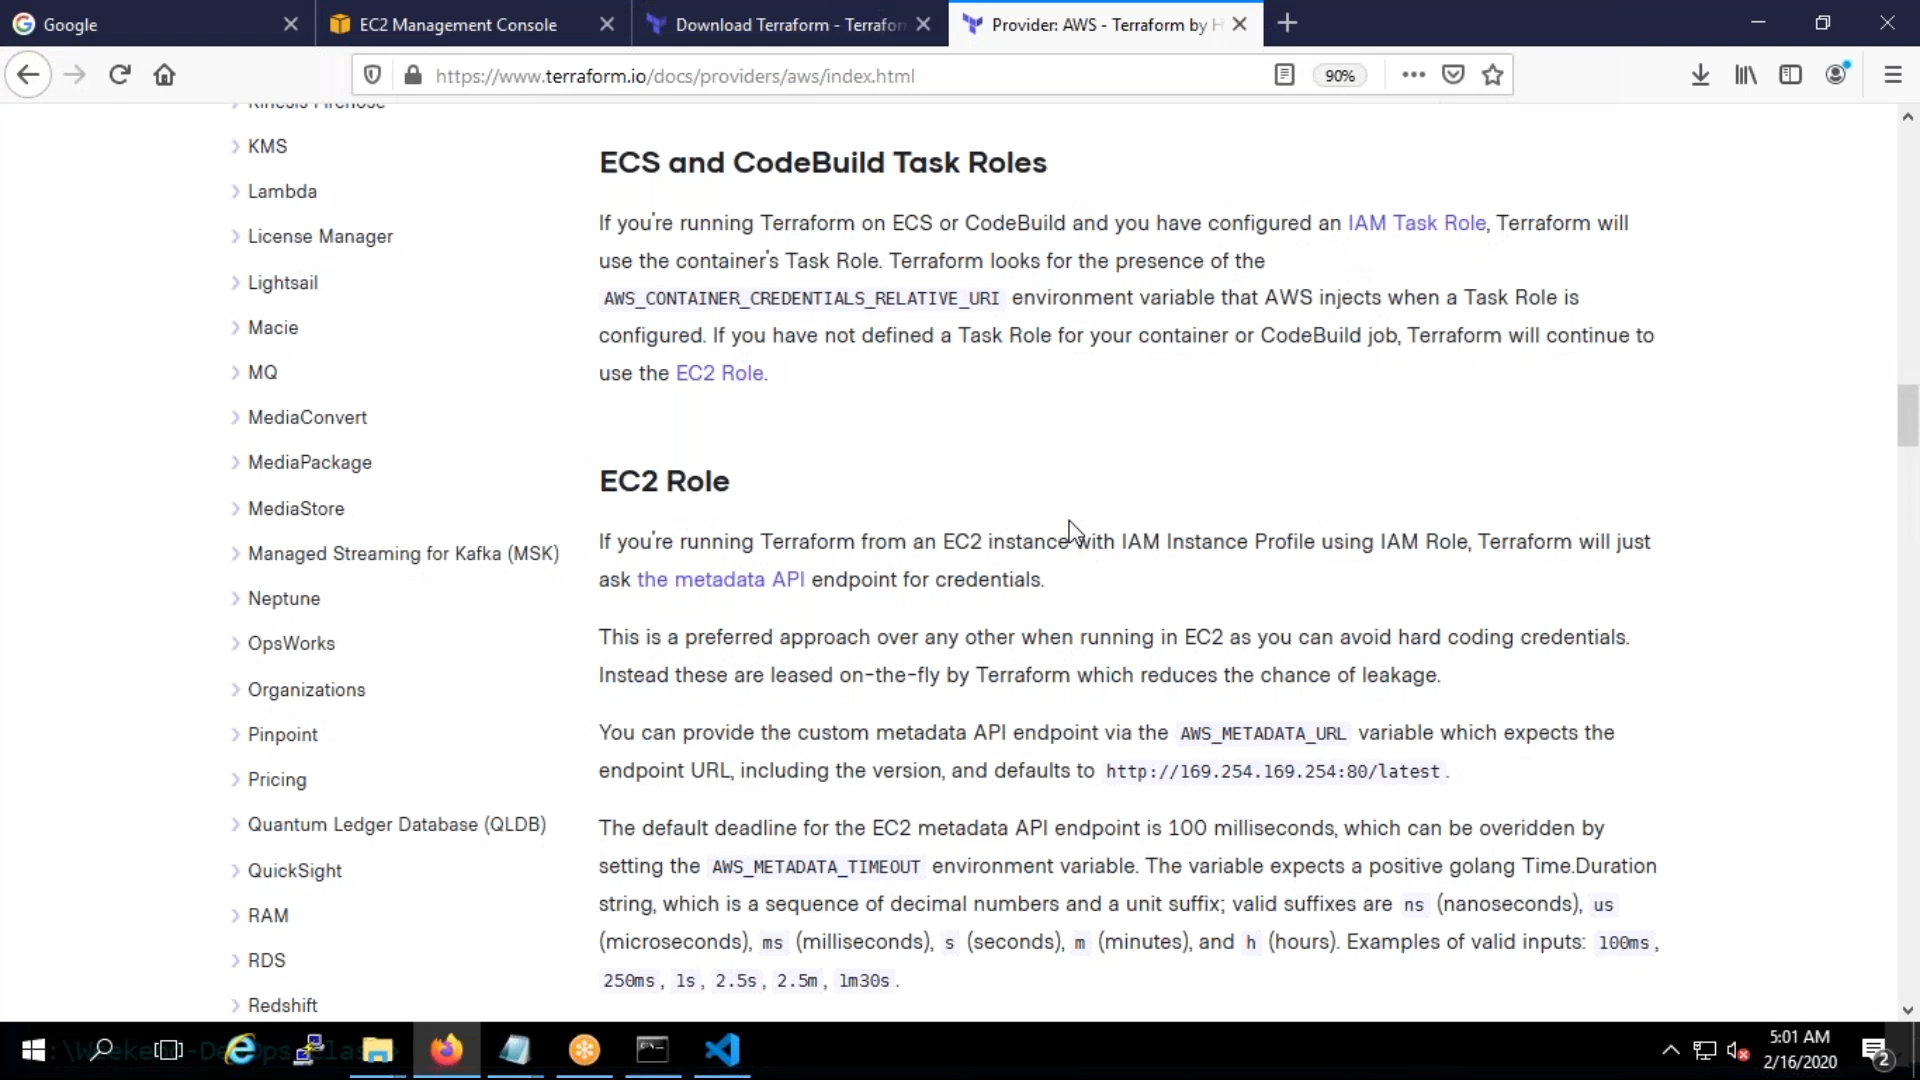 Google
EC2 Management Console
Download Terraform - Terrafor
Provider: AWS - Terraform by H
https://www.terraform.io/docs/providers/aws/index.html
90%
Kinesis Firehose
KMS
Lambda
License Manager
Lightsail
Macie
MQ
MediaConvert
MediaPackage
MediaStore
Managed Streaming for Kafka (MSK)
Neptune
OpsWorks
Organizations
Pinpoint
Pricing
Quantum Ledger Database (QLDB)
QuickSight
RAM
RDS
Redshift
ECS and CodeBuild Task Roles
If you're running Terraform on ECS or CodeBuild and you have configured an IAM Task Role, Terraform will
use the container's Task Role. Terraform looks for the presence of the
AWS_CONTAINER_CREDENTIALS_RELATIVE_URI environment variable that AWS injects when a Task Role is
configured. If you have not defined a Task Role for your container or CodeBuild job, Terraform will continue to
use the EC2 Role.
EC2 Role
If you're running Terraform from an EC2 instance with IAM Instance Profile using IAM Role, Terraform will just
ask the metadata API endpoint for credentials.
This is a preferred approach over any other when running in EC2 as you can avoid hard coding credentials.
Instead these are leased on-the-fly by Terraform which reduces the chance of leakage.
You can provide the custom metadata API endpoint via the AWS_METADATA_URL variable which expects the
endpoint URL, including the version, and defaults to http://169.254.169.254:80/latest.
The default deadline for the EC2 metadata API endpoint is 100 milliseconds, which can be overidden by
setting the AWS_METADATA_TIMEOUT environment variable. The variable expects a positive golang Time.Duration
string, which is a sequence of decimal numbers and a unit suffix; valid suffixes are ns (nanoseconds), us
(microseconds), ms (milliseconds), s (seconds), m (minutes), and h (hours). Examples of valid inputs: 100ms,
250ms, 1s, 2.5s, 2.5m, 1m30s.
5:01 AM
2/16/2020
2